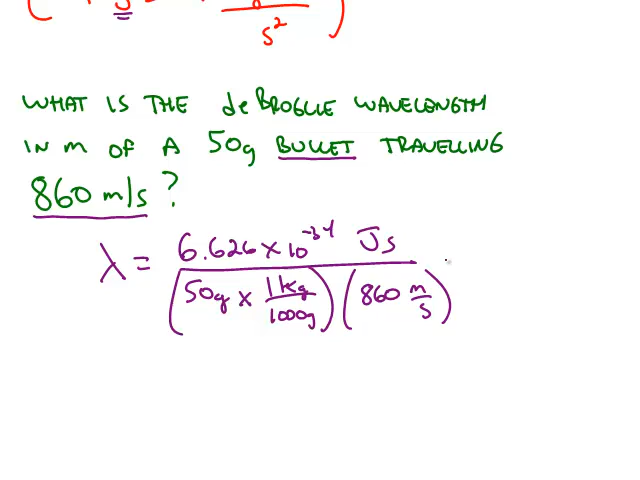 s²
WHAT IS THE deBROGLIE WAVELENGTH
IN m OF A 50g BULLET TRAVELLING
860 m/s?
λ = 6.626 × 10⁻³⁴ Js
(50g × 1kg/1000g) (860 m/s)